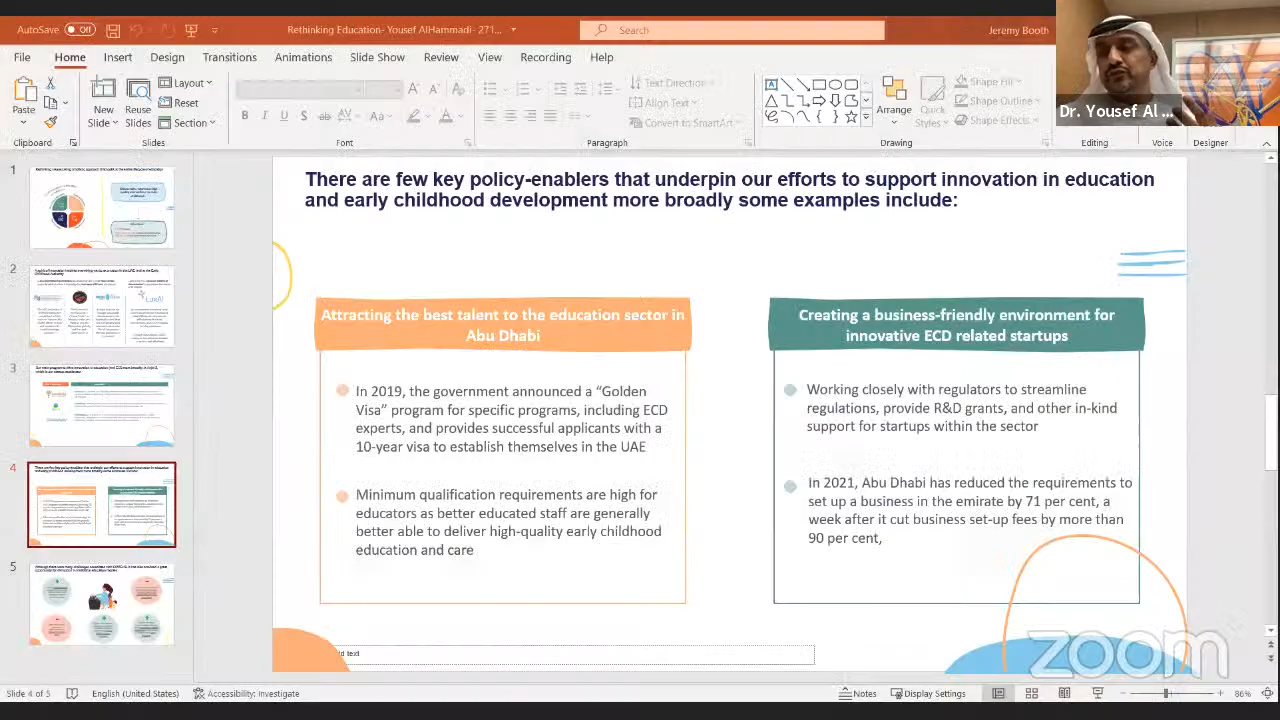 AutoSave Off
Rethinking Education- Yousef AlHammadi- 271...
Search
Jeremy Booth
File Home Insert Design Transitions Animations Slide Show Review View Recording Help
Paste
New Slide
Reuse Slides
Layout
Reset
Section
Text Direction
Align Text
Convert to SmartArt
Arrange
Quick Styles
Shape Fill
Shape Outline
Shape Effects
Dr. Yousef Al ...
Clipboard Slides Font Paragraph Drawing Editing Voice Designer
1
2
3
4
5
There are few key policy-enablers that underpin our efforts to support innovation in education
and early childhood development more broadly some examples include:
Attracting the best talent to the education sector in
Abu Dhabi
In 2019, the government announced a “Golden
Visa” program for specific programs, including ECD
experts, and provides successful applicants with a
10-year visa to establish themselves in the UAE
Minimum qualification requirements are high for
educators as better educated staff are generally
better able to deliver high-quality early childhood
education and care
Creating a business-friendly environment for
innovative ECD related startups
Working closely with regulators to streamline
regulations, provide R&D grants, and other in-kind
support for startups within the sector
In 2021, Abu Dhabi has reduced the requirements to
set up a business in the emirate by 71 per cent, a
week after it cut business set-up fees by more than
90 per cent,
text
zoom
Slide 4 of 5
English (United States)
Accessibility: Investigate
Notes
Display Settings
86%